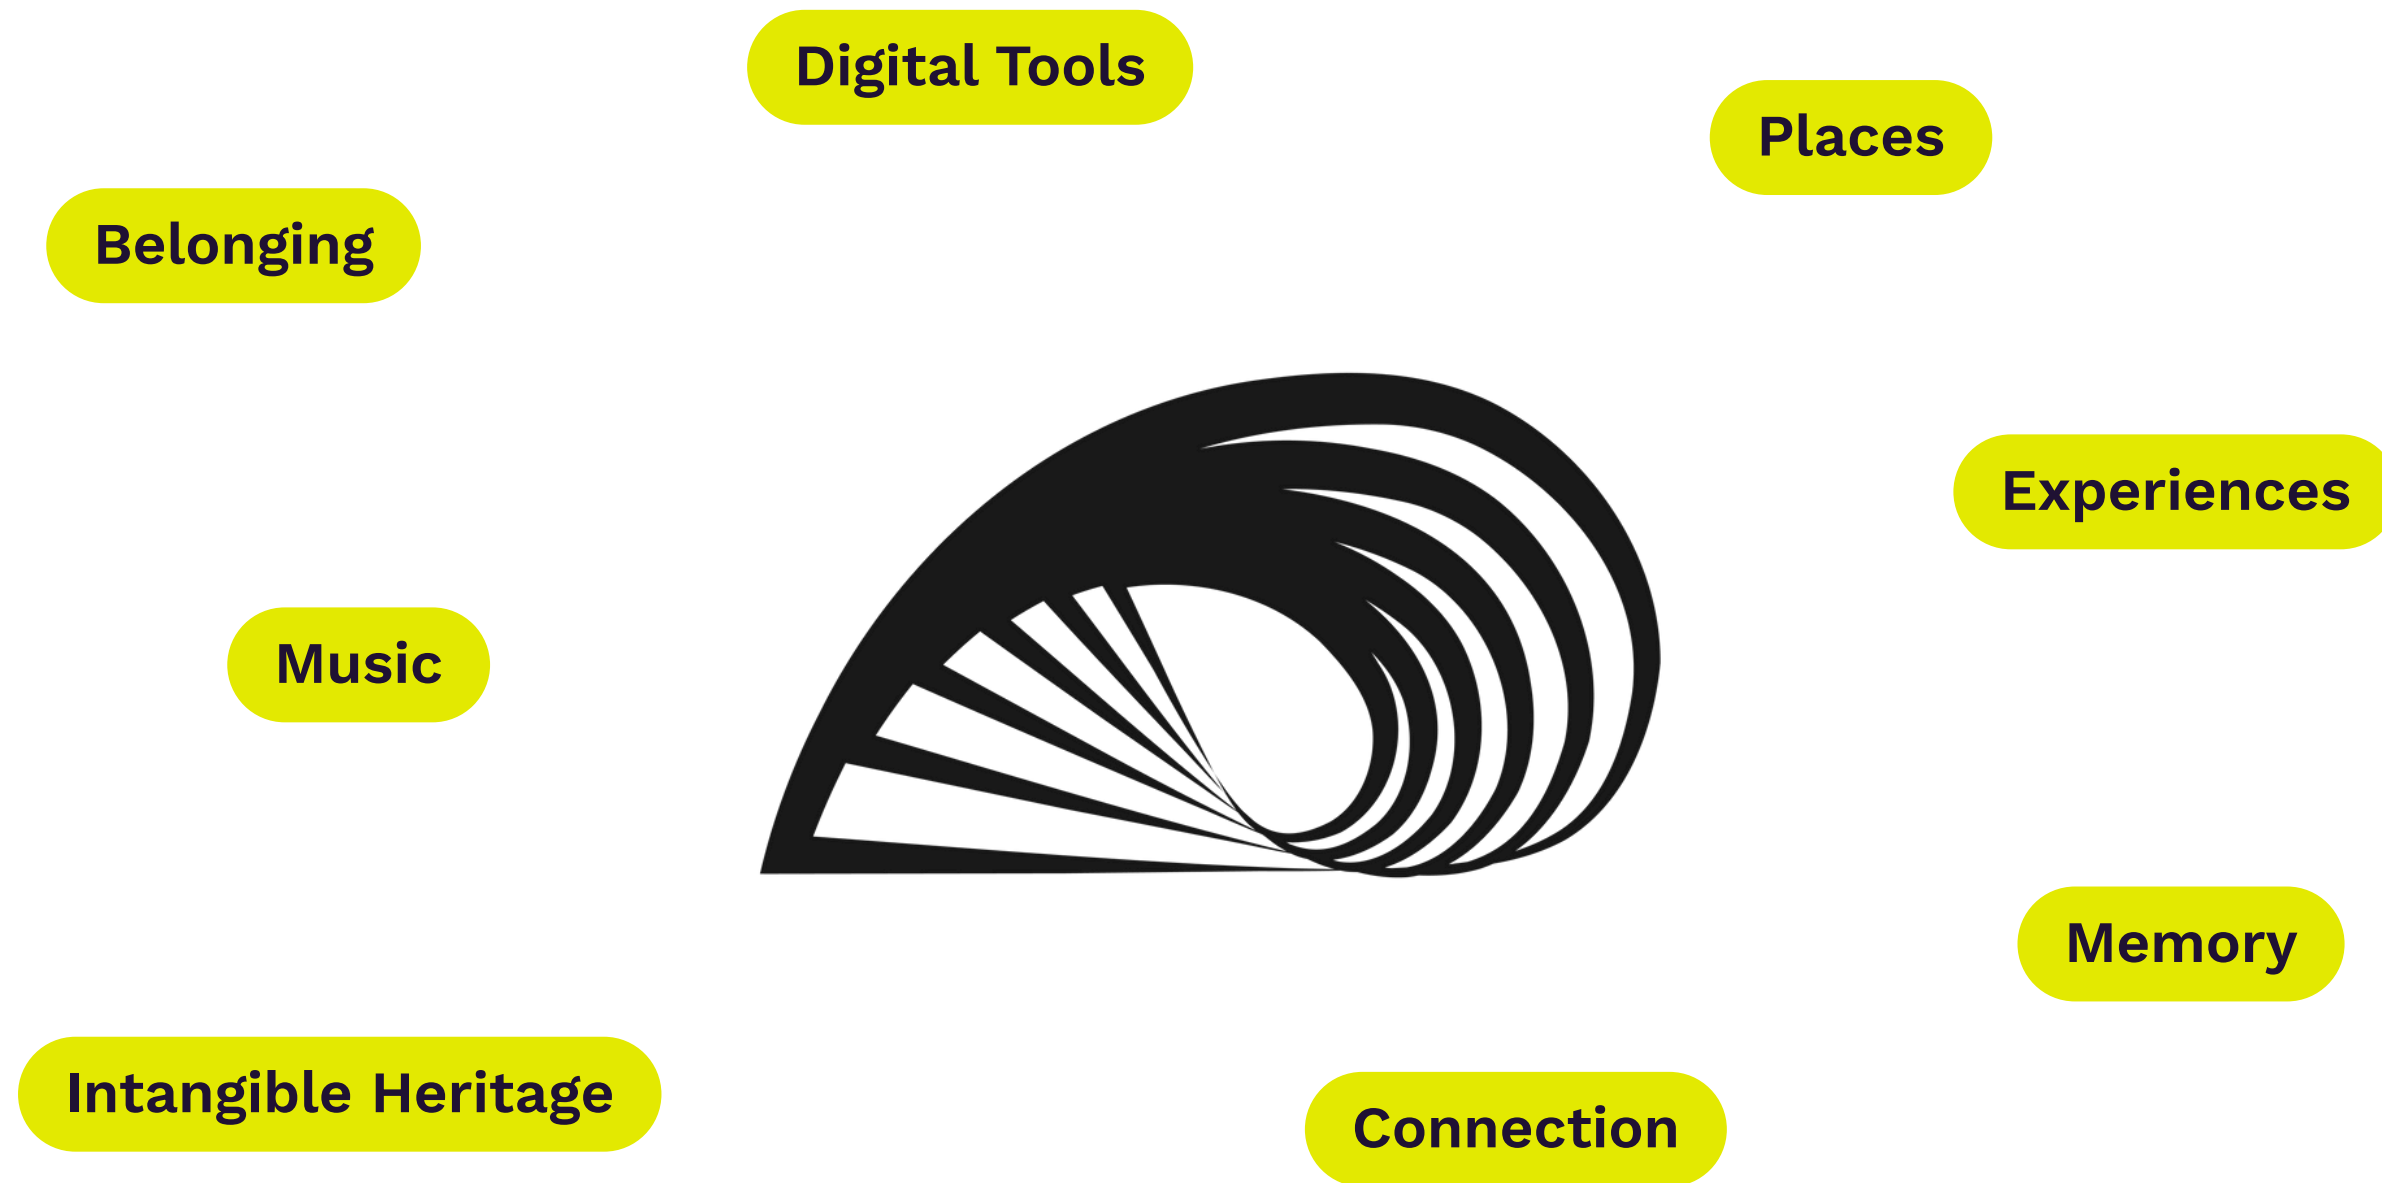 Digital Tools
Places
Belonging
Experiences
Music
Memory
Intangible Heritage
Connection